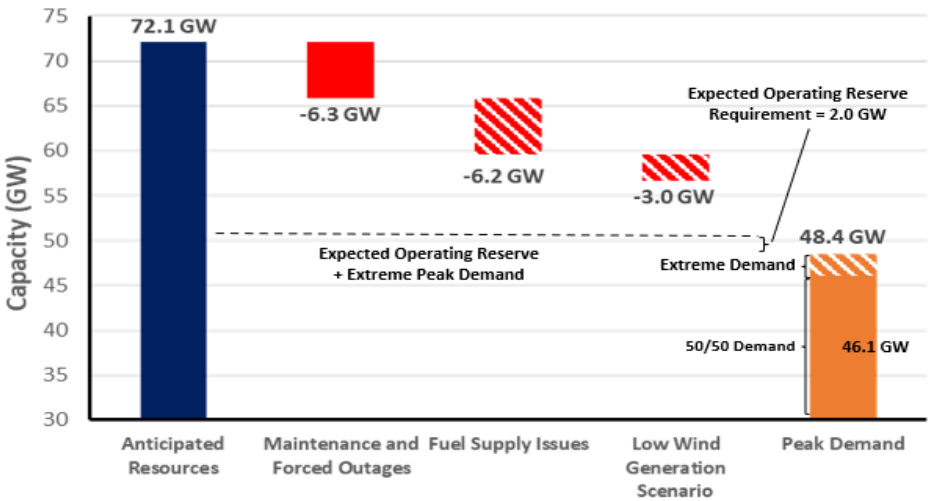 Capacity (GW)
75
70
65
60
55
50
45
40
35
30
72.1 GW
-6.3 GW
-6.2 GW
-3.0 GW
Expected Operating Reserve
Requirement = 2.0 GW
Expected Operating Reserve
+ Extreme Peak Demand
48.4 GW
Extreme Demand
50/50 Demand
46.1 GW
Anticipated
Resources
Maintenance and
Forced Outages
Fuel Supply Issues
Low Wind
Generation
Scenario
Peak Demand